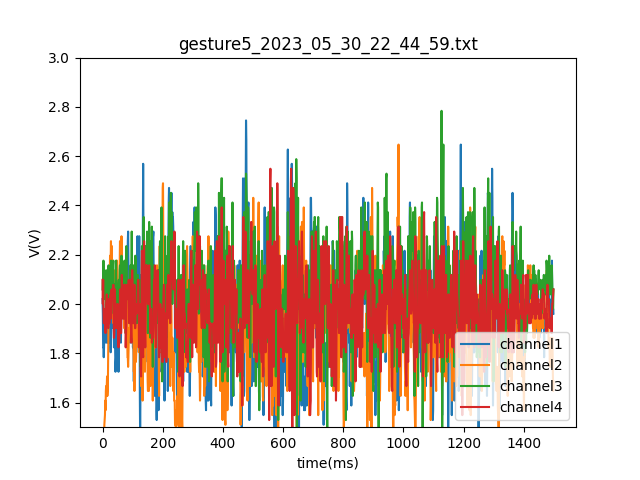 gesture5_2023_05_30_22_44_59.txt
3.0
2.8
2.6
2.4
2.2
2.0
1.8
1.6
V(V)
channel1
channel2
channel3
channel4
0 200 400 600 800 1000 1200 1400
time(ms)